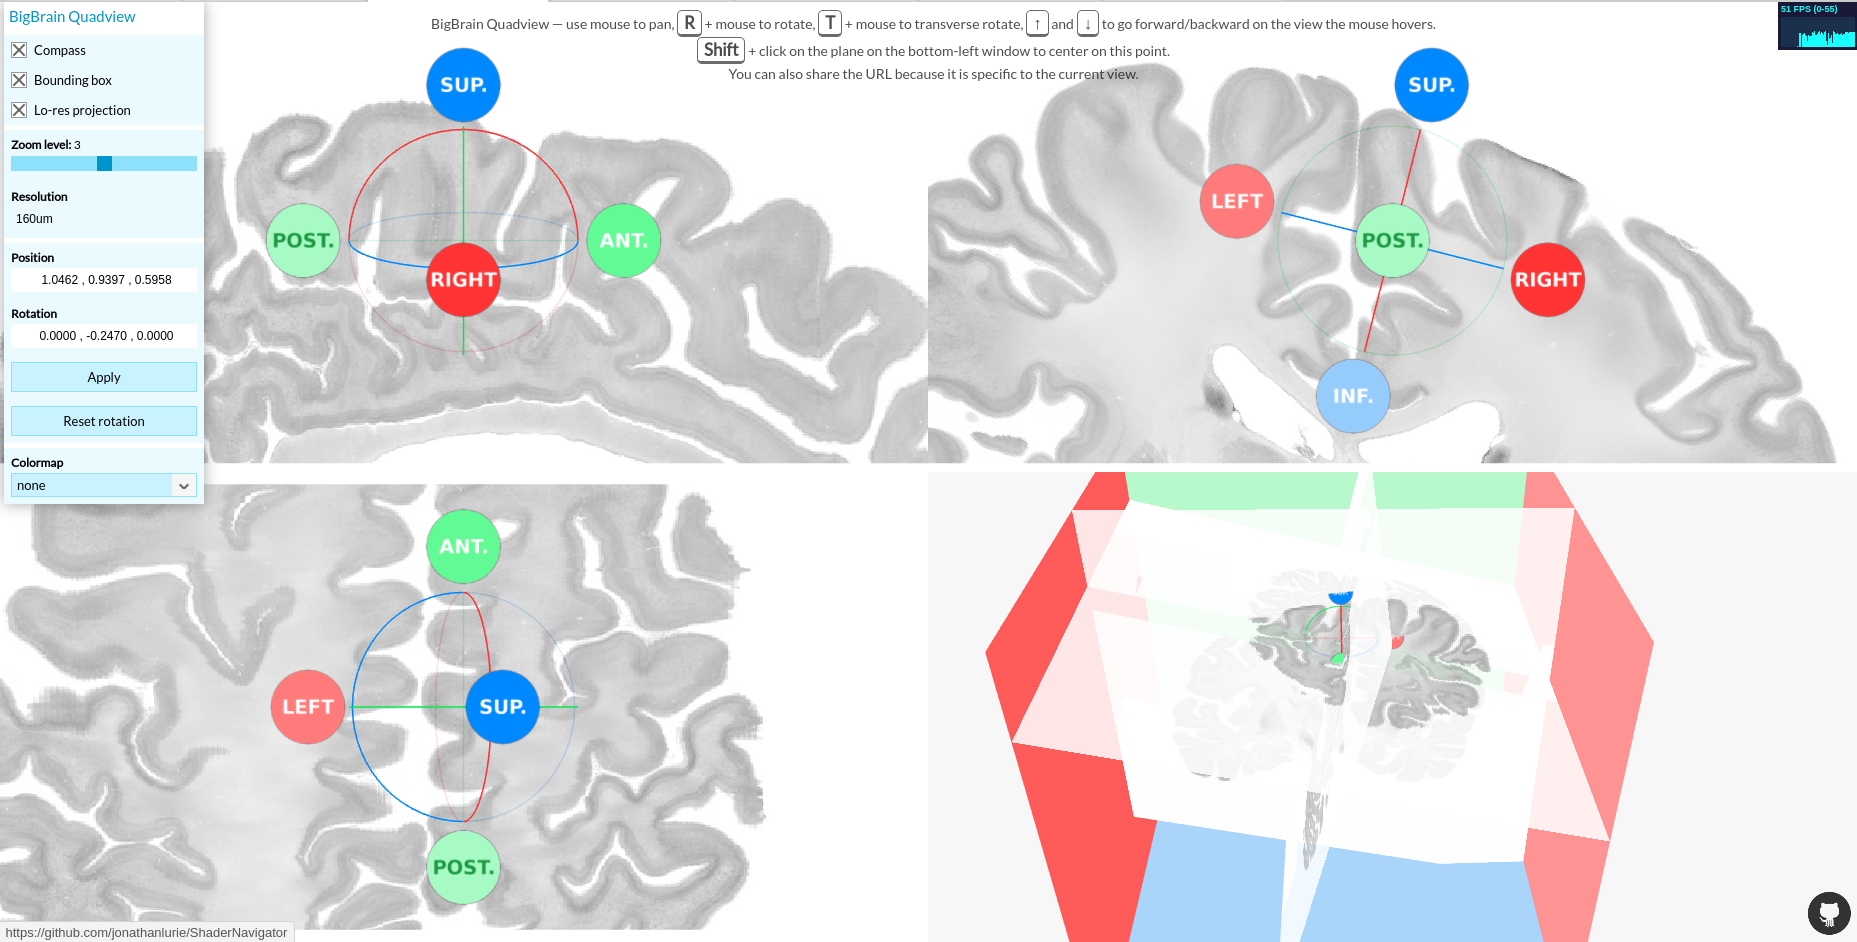 BigBrain Quadview
Compass
Bounding box
Lo-res projection
Zoom level: 3
Resolution
160um
Position
1.0462 , 0.9397 , 0.5958
Rotation
0.0000 , -0.2470 , 0.0000
Apply
Reset rotation
Colormap
none
BigBrain Quadview — use mouse to pan, R + mouse to rotate, T + mouse to transverse rotate, ↑ and ↓ to go forward/backward on the view the mouse hovers.
Shift + click on the plane on the bottom-left window to center on this point.
You can also share the URL because it is specific to the current view.
51 FPS (0-55)
SUP.
POST.
ANT.
RIGHT
SUP.
LEFT
POST.
RIGHT
INF.
ANT.
LEFT
SUP.
POST.
https://github.com/jonathanlurie/ShaderNavigator